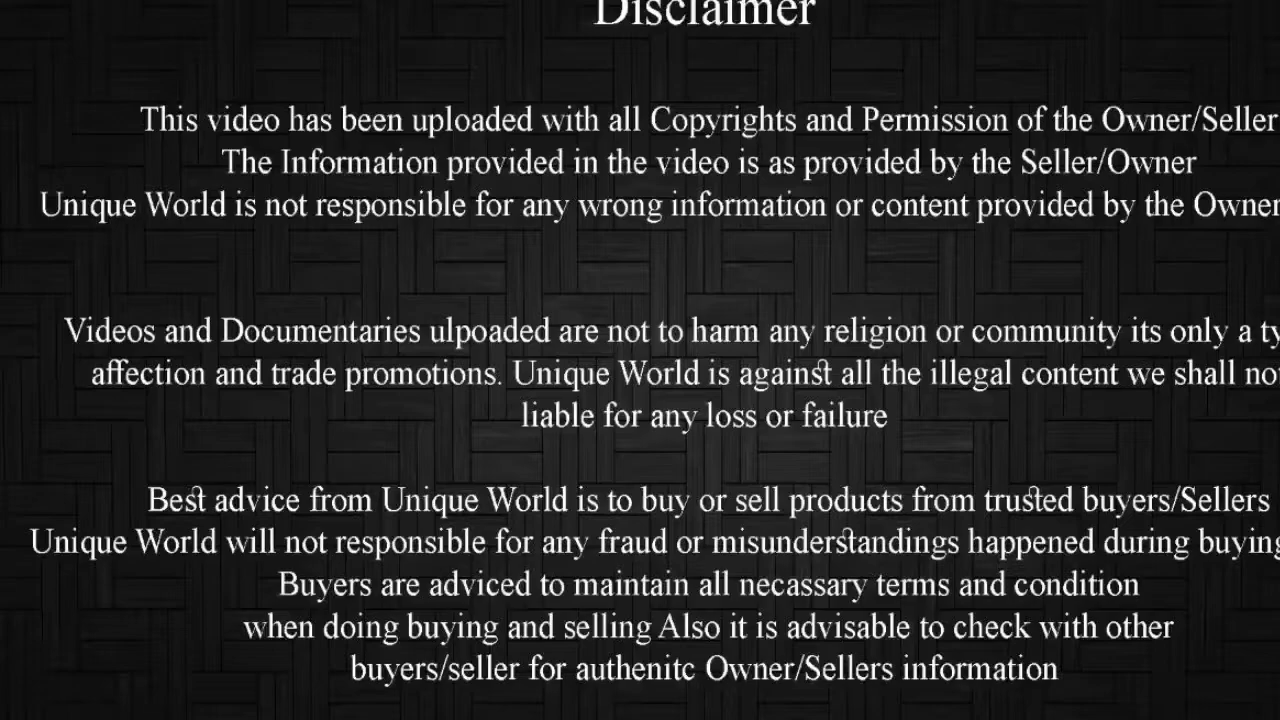 Disclaimer
This video has been uploaded with all Copyrights and Permission of the Owner/Seller
The Information provided in the video is as provided by the Seller/Owner
Unique World is not responsible for any wrong information or content provided by the Owner
Videos and Documentaries ulpoaded are not to harm any religion or community its only a
affection and trade promotions. Unique World is against all the illegal content we shall
liable for any loss or failure
Best advice from Unique World is to buy or sell products from trusted buyers/Sellers
Unique World will not responsible for any fraud or misunderstandings happened during buying
Buyers are adviced to maintain all necassary terms and condition
when doing buying and selling Also it is advisable to check with other
buyers/seller for authenitc Owner/Sellers information